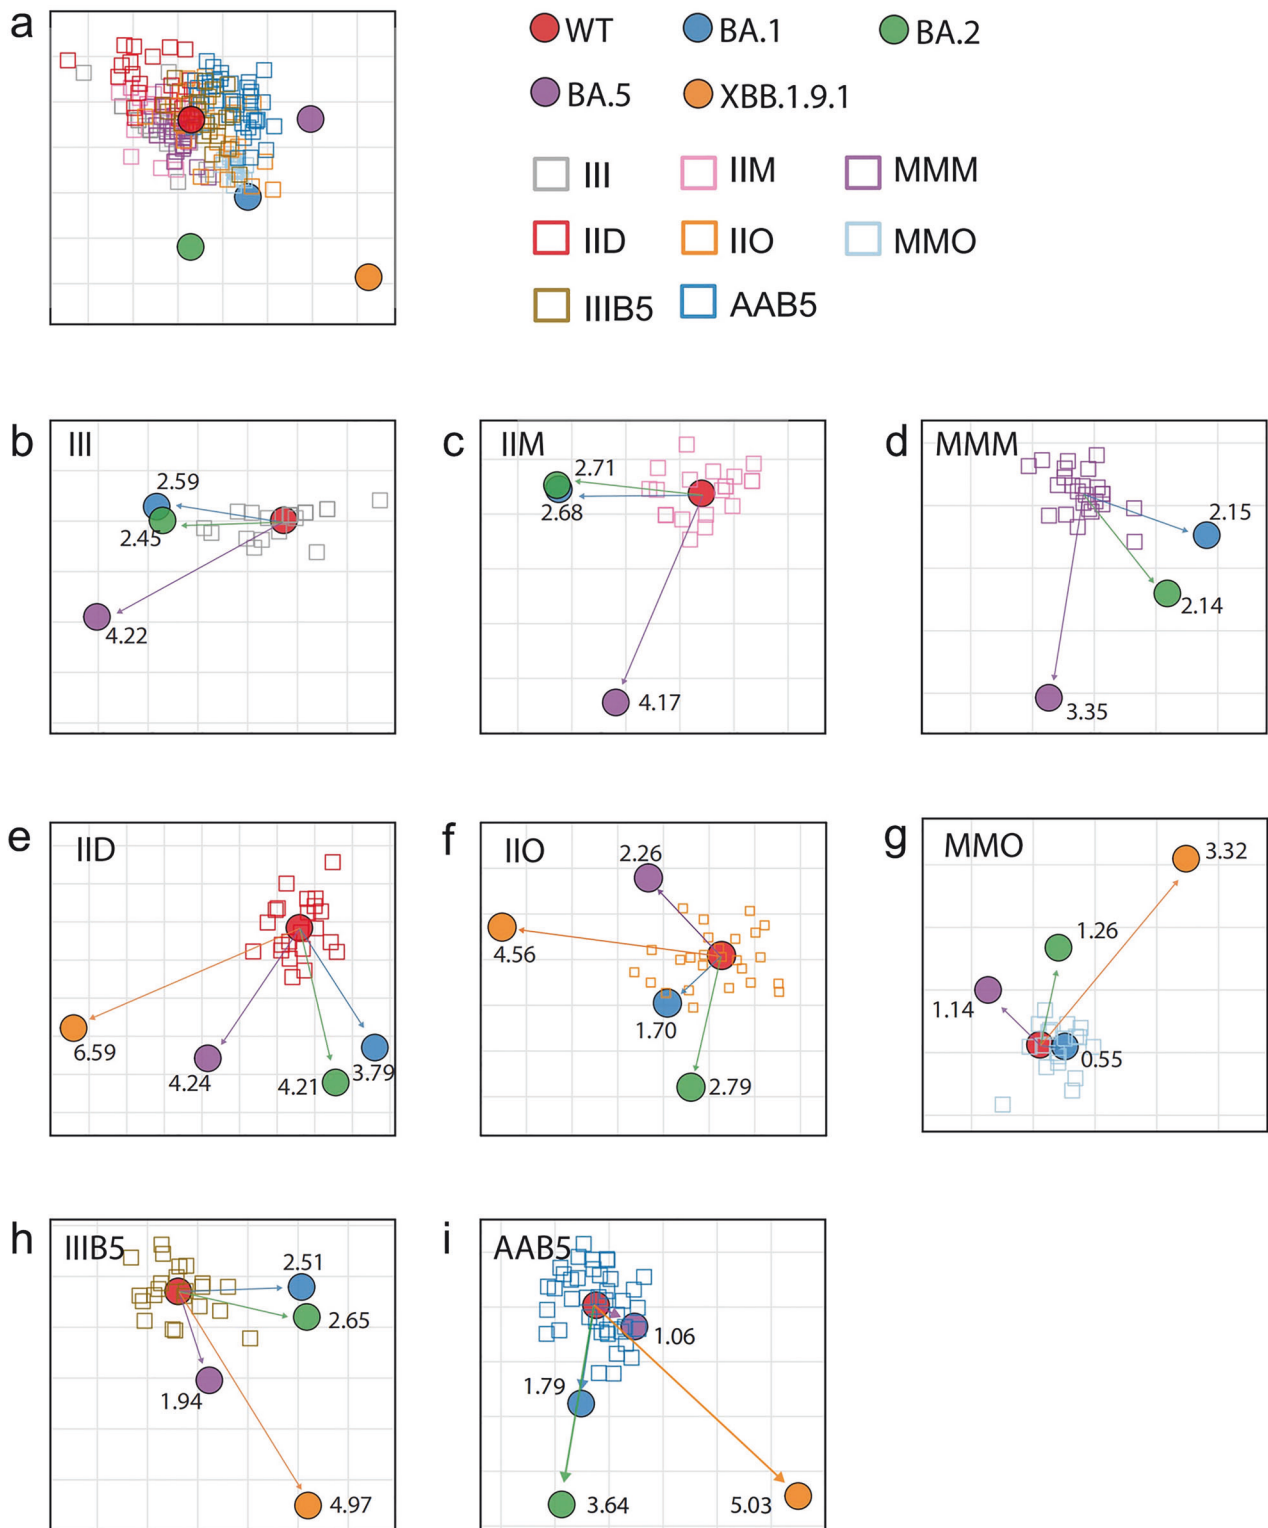 a
WT BA.1 BA.2
BA.5 XBB.1.9.1
III IIM MMM
IID IIO MMO
IIIB5 AAB5
b III
2.59
2.45
4.22
c IIM
2.71
2.68
4.17
d MMM
2.15
2.14
3.35
e IID
6.59
4.24
4.21
3.79
f IIO
2.26
4.56
1.70
2.79
g MMO
3.32
1.26
1.14
0.55
h IIIB5
2.51
2.65
1.94
4.97
i AAB5
1.06
1.79
3.64
5.03